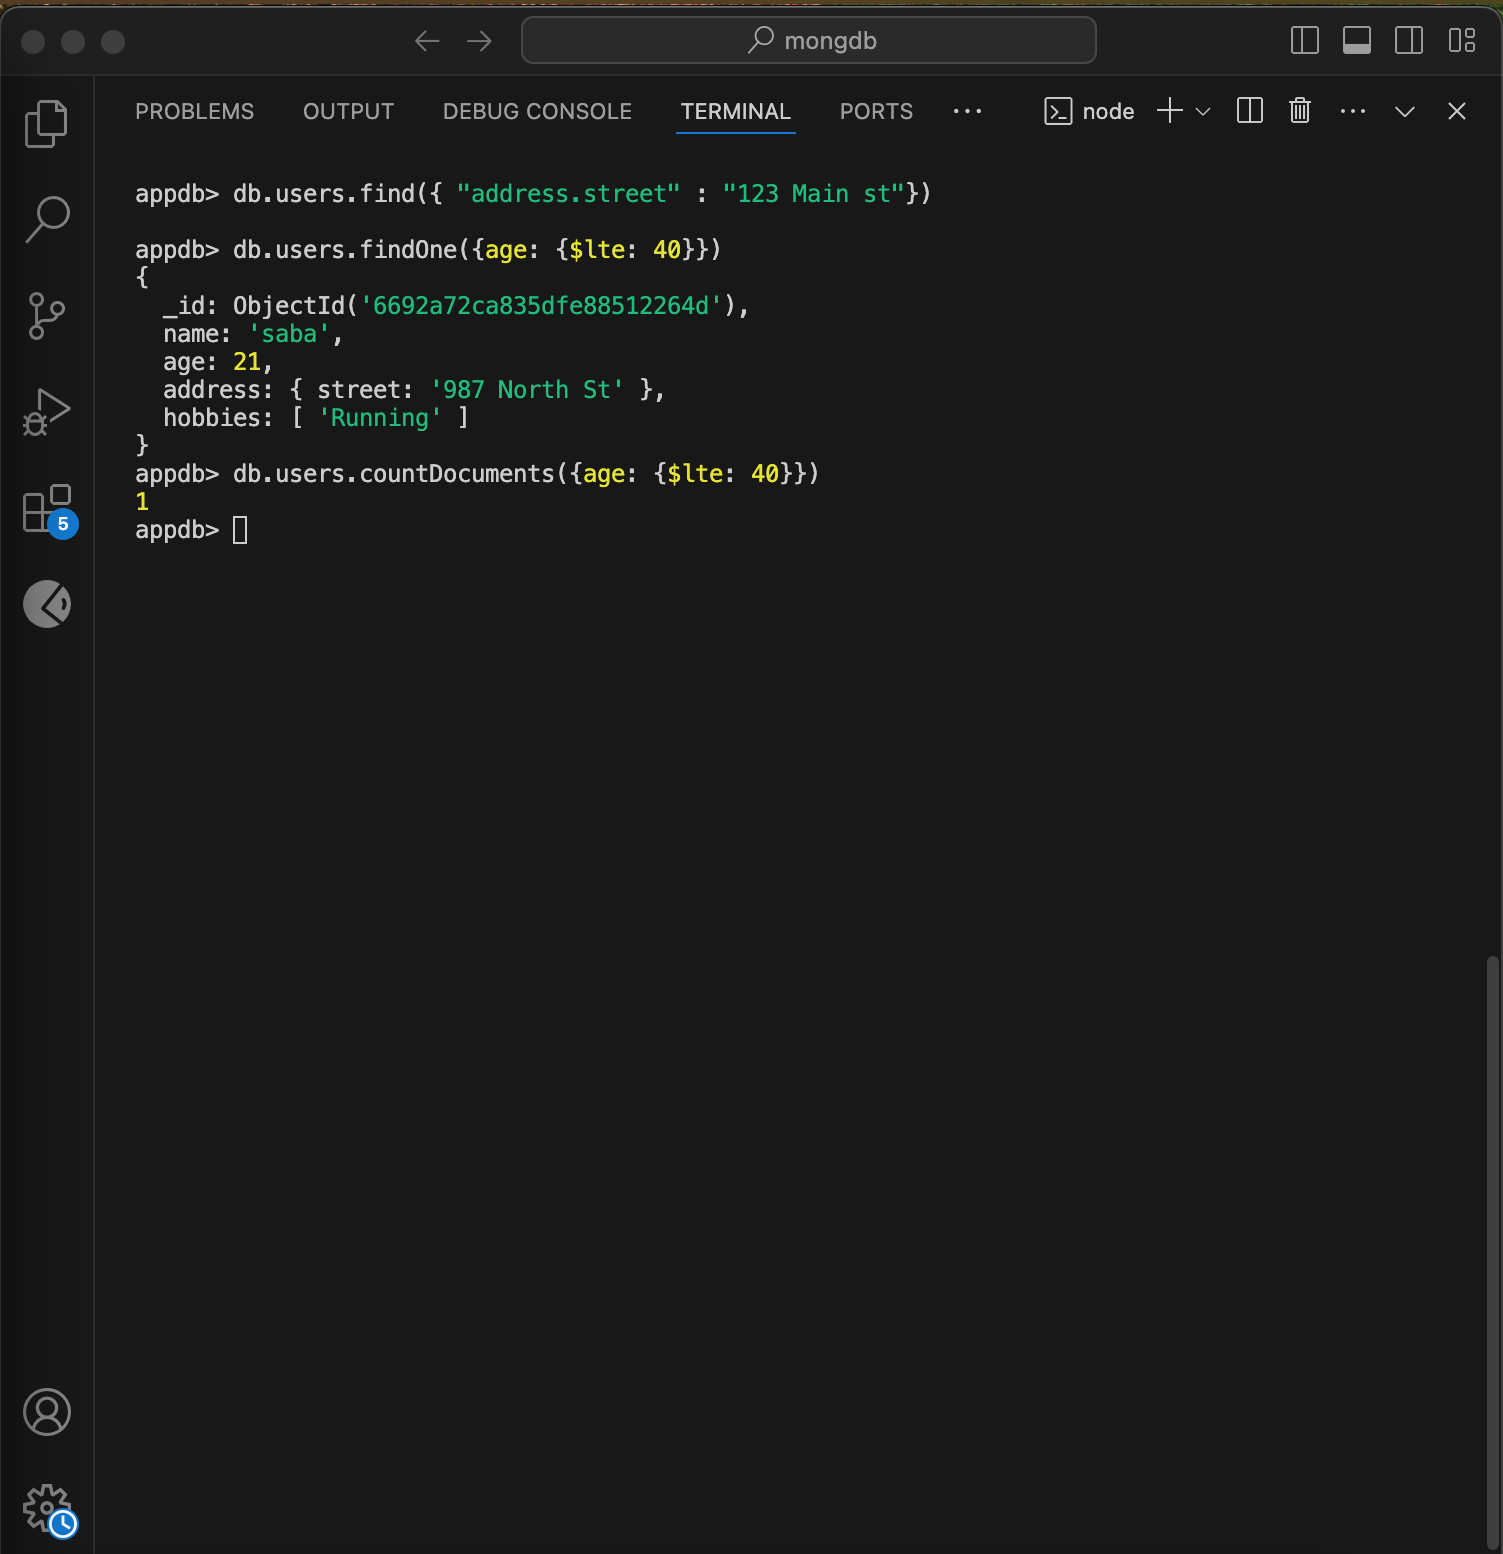 mongdb
PROBLEMS OUTPUT DEBUG CONSOLE TERMINAL PORTS ... node
appdb> db.users.find({ "address.street" : "123 Main st"})
appdb> db.users.findOne({age: {$lte: 40}})
{
  _id: ObjectId('6692a72ca835dfe88512264d'),
  name: 'saba',
  age: 21,
  address: { street: '987 North St' },
  hobbies: [ 'Running' ]
}
appdb> db.users.countDocuments({age: {$lte: 40}})
1
appdb>
5